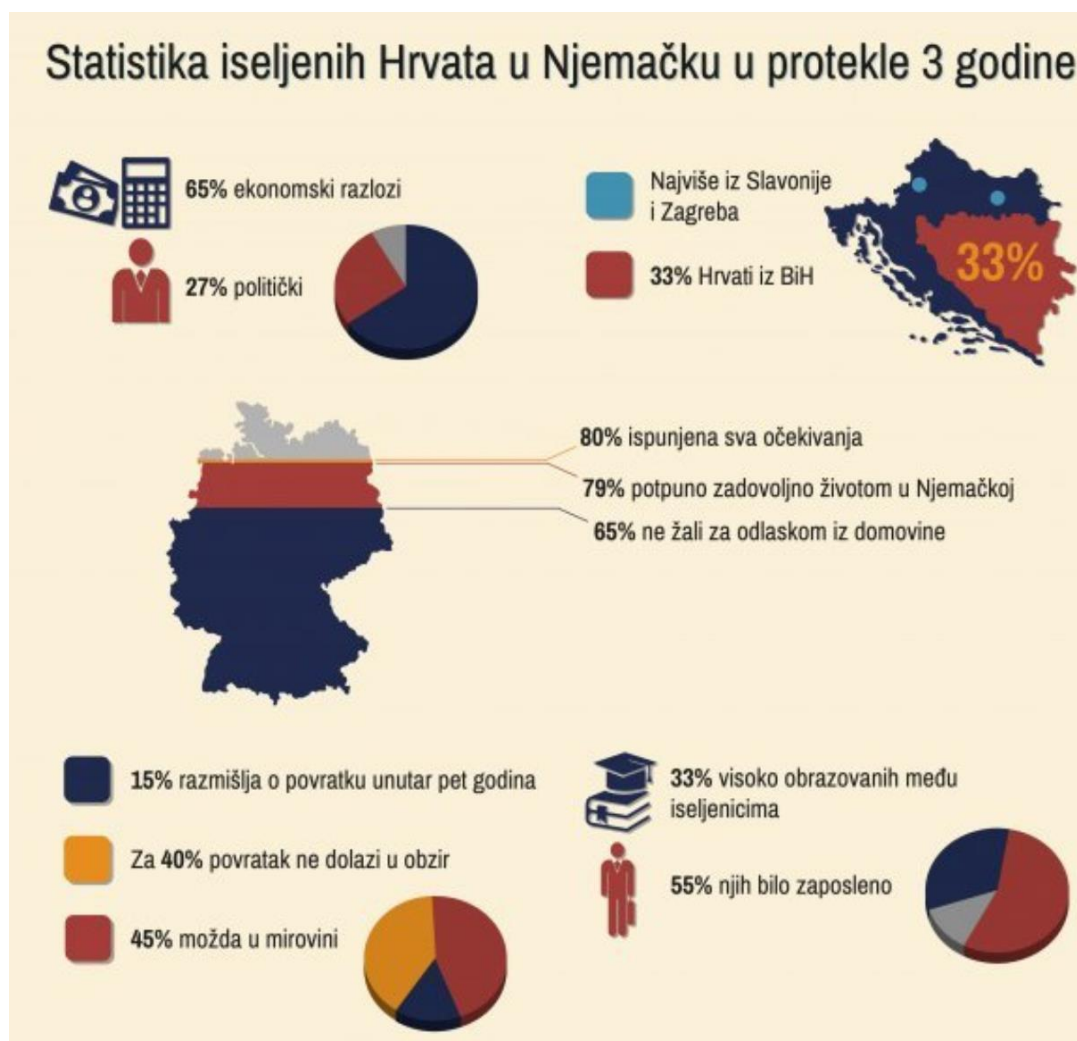 Statistika iseljenih Hrvata u Njemačku u protekle 3 godine
65% ekonomski razlozi
27% politički
Najviše iz Slavonije
i Zagreba
33% Hrvati iz BiH
33%
80% ispunjena sva očekivanja
79% potpuno zadovoljno životom u Njemačkoj
65% ne žali za odlaskom iz domovine
15% razmišlja o povratku unutar pet godina
Za 40% povratak ne dolazi u obzir
45% možda u mirovini
33% visoko obrazovanih među
iseljenicima
55% njih bilo zaposleno